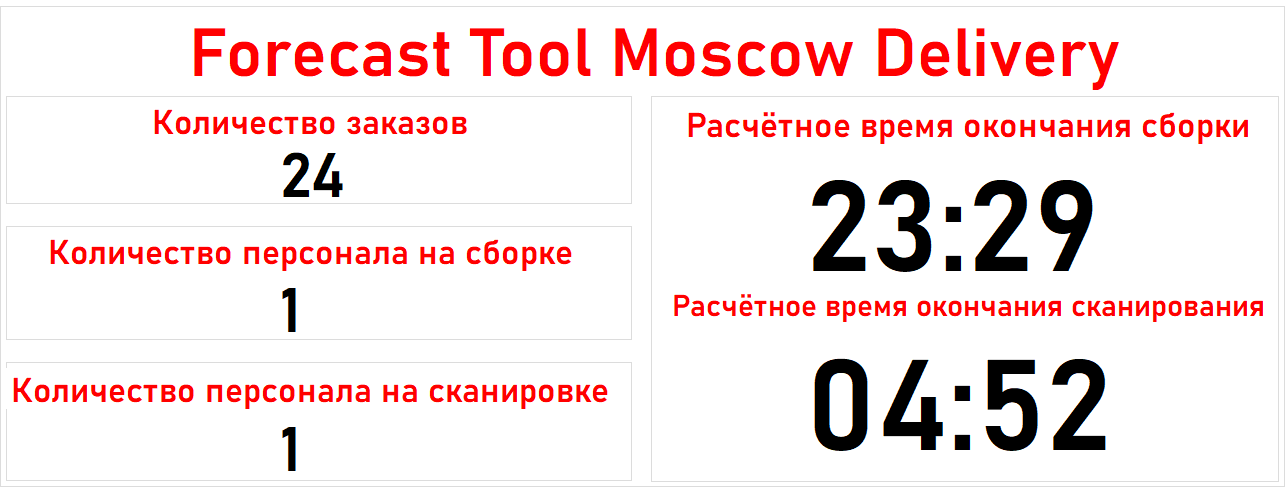 Forecast Tool Moscow Delivery
Количество заказов
24
Количество персонала на сборке
1
Количество персонала на сканировке
1
Расчётное время окончания сборки
23:29
Расчётное время окончания сканирования
04:52